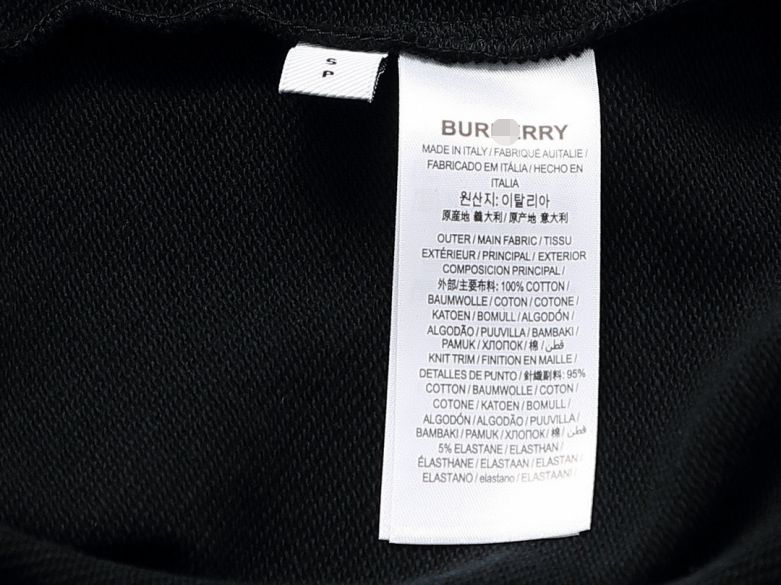 S
P
BUR ERRY
MADE IN ITALY / FABRIQUÉ AUITALIE /
FABRICADO EM ITÁLIA / HECHO EN
ITALIA
원산지: 이탈리아
原産地 義大利 / 原产地 意大利
OUTER / MAIN FABRIC / TISSU
EXTÉRIEUR / PRINCIPAL / EXTERIOR
COMPOSICION PRINCIPAL /
外部/主要布料: 100% COTTON /
BAUMWOLLE / COTON / COTONE /
KATOEN / BOMULL / ALGODÓN /
ALGODÃO / PUUVILLA / BAMBAKI /
PAMUK / ХЛОПОК / 棉 / قطن /
KNIT TRIM / FINITION EN MAILLE /
DETALLES DE PUNTO / 針織副料: 95%
COTTON / BAUMWOLLE / COTON /
COTONE / KATOEN / BOMULL /
ALGODÓN / ALGODÃO / PUUVILLA /
BAMBAKI / PAMUK / ХЛОПОК / 棉 / قطن /
5% ELASTANE / ELASTHAN /
ÉLASTHANE / ELASTAAN / ELASTAN /
ELASTANO / elastano / ELASTAANI /